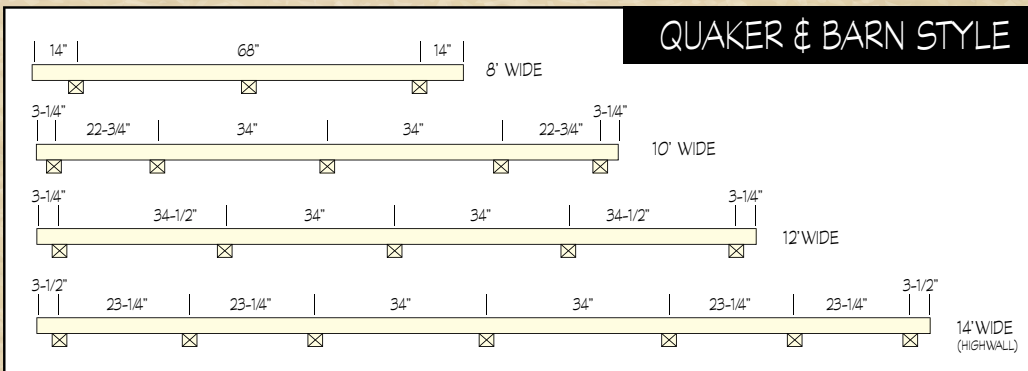 QUAKER & BARN STYLE
14" 68" 14"
8' WIDE
3-1/4" 3-1/4"
22-3/4" 34" 34" 22-3/4"
10' WIDE
3-1/4" 3-1/4"
34-1/2" 34" 34" 34-1/2"
12' WIDE
3-1/2" 3-1/2"
23-1/4" 23-1/4" 34" 34" 23-1/4" 23-1/4"
14' WIDE
(HIGHWALL)